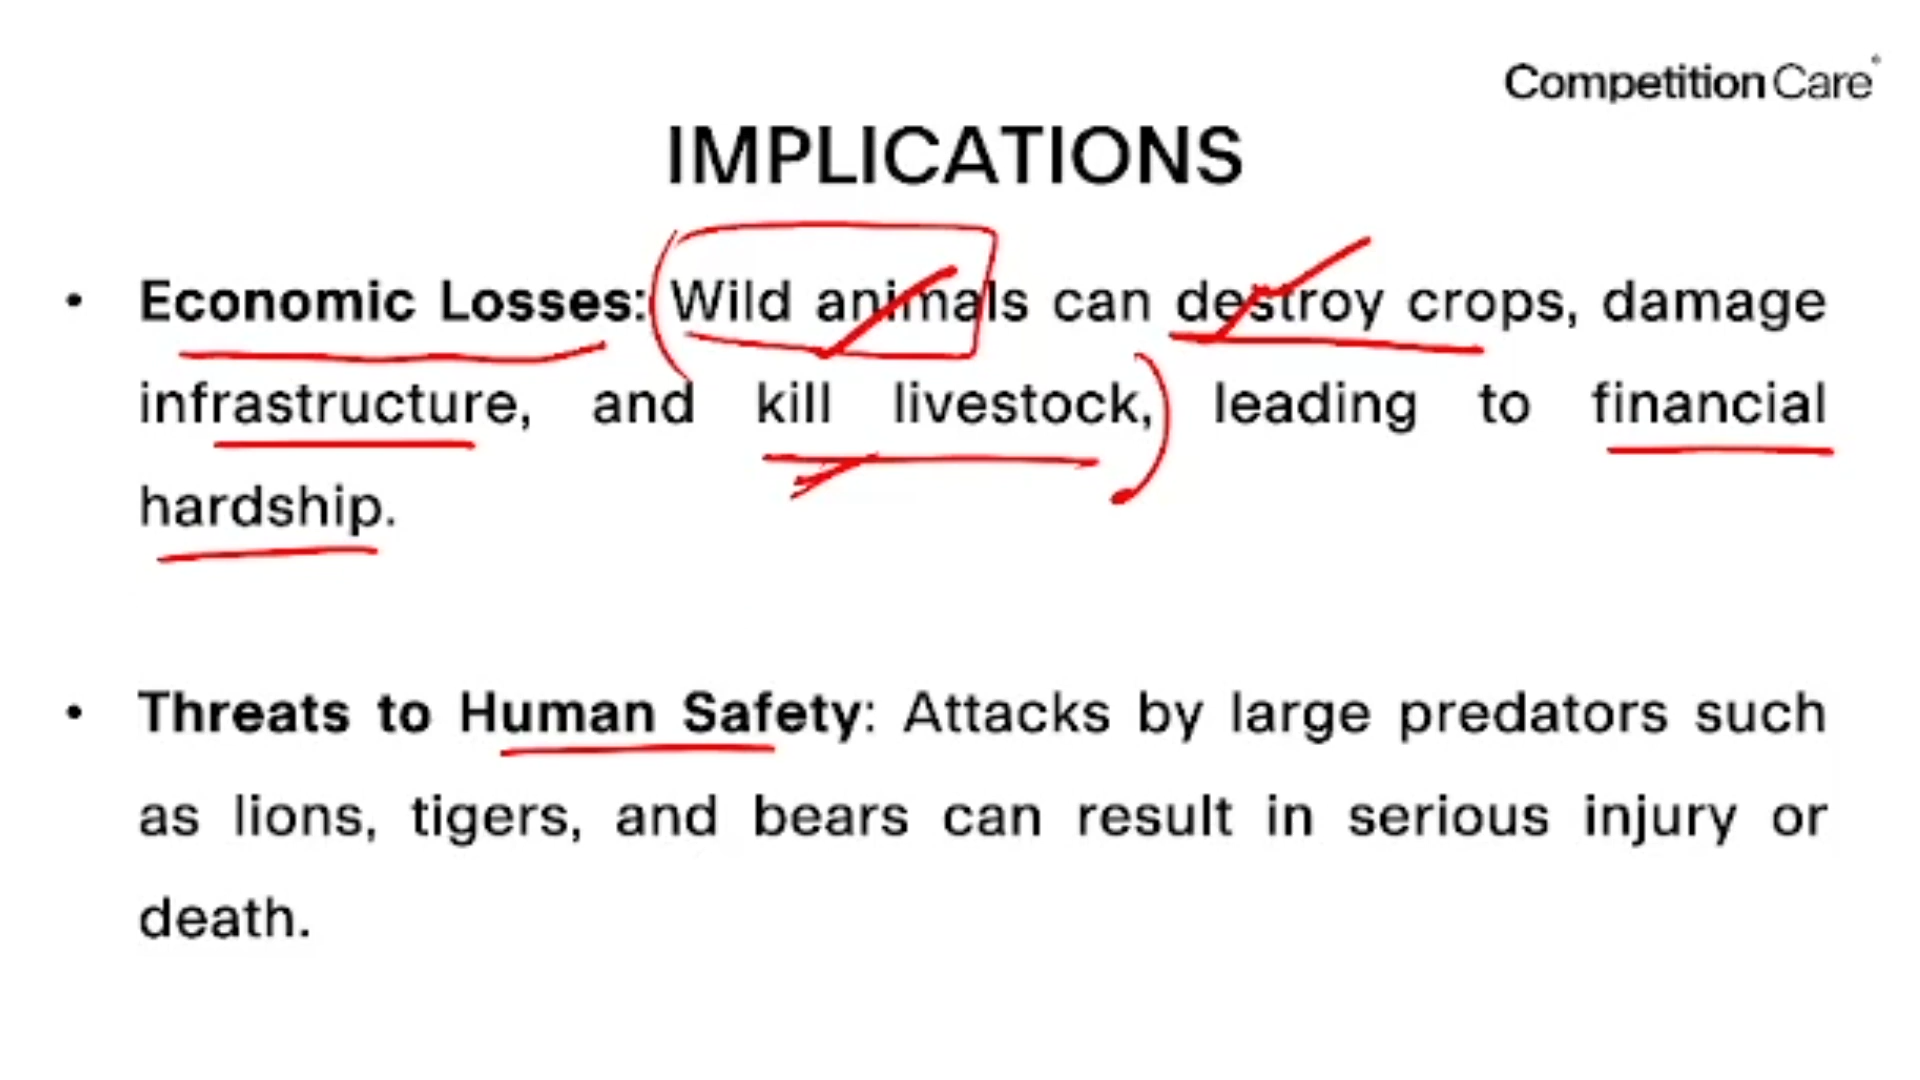 Competition Care
IMPLICATIONS
• Economic Losses: Wild animals can destroy crops, damage
infrastructure, and kill livestock, leading to financial
hardship.
• Threats to Human Safety: Attacks by large predators such
as lions, tigers, and bears can result in serious injury or
death.